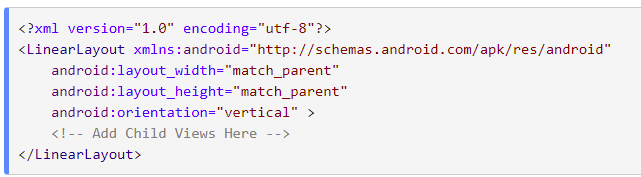 <?xml version="1.0" encoding="utf-8"?>
<LinearLayout xmlns:android="http://schemas.android.com/apk/res/android"
    android:layout_width="match_parent"
    android:layout_height="match_parent"
    android:orientation="vertical" >
    <!-- Add Child Views Here -->
</LinearLayout>